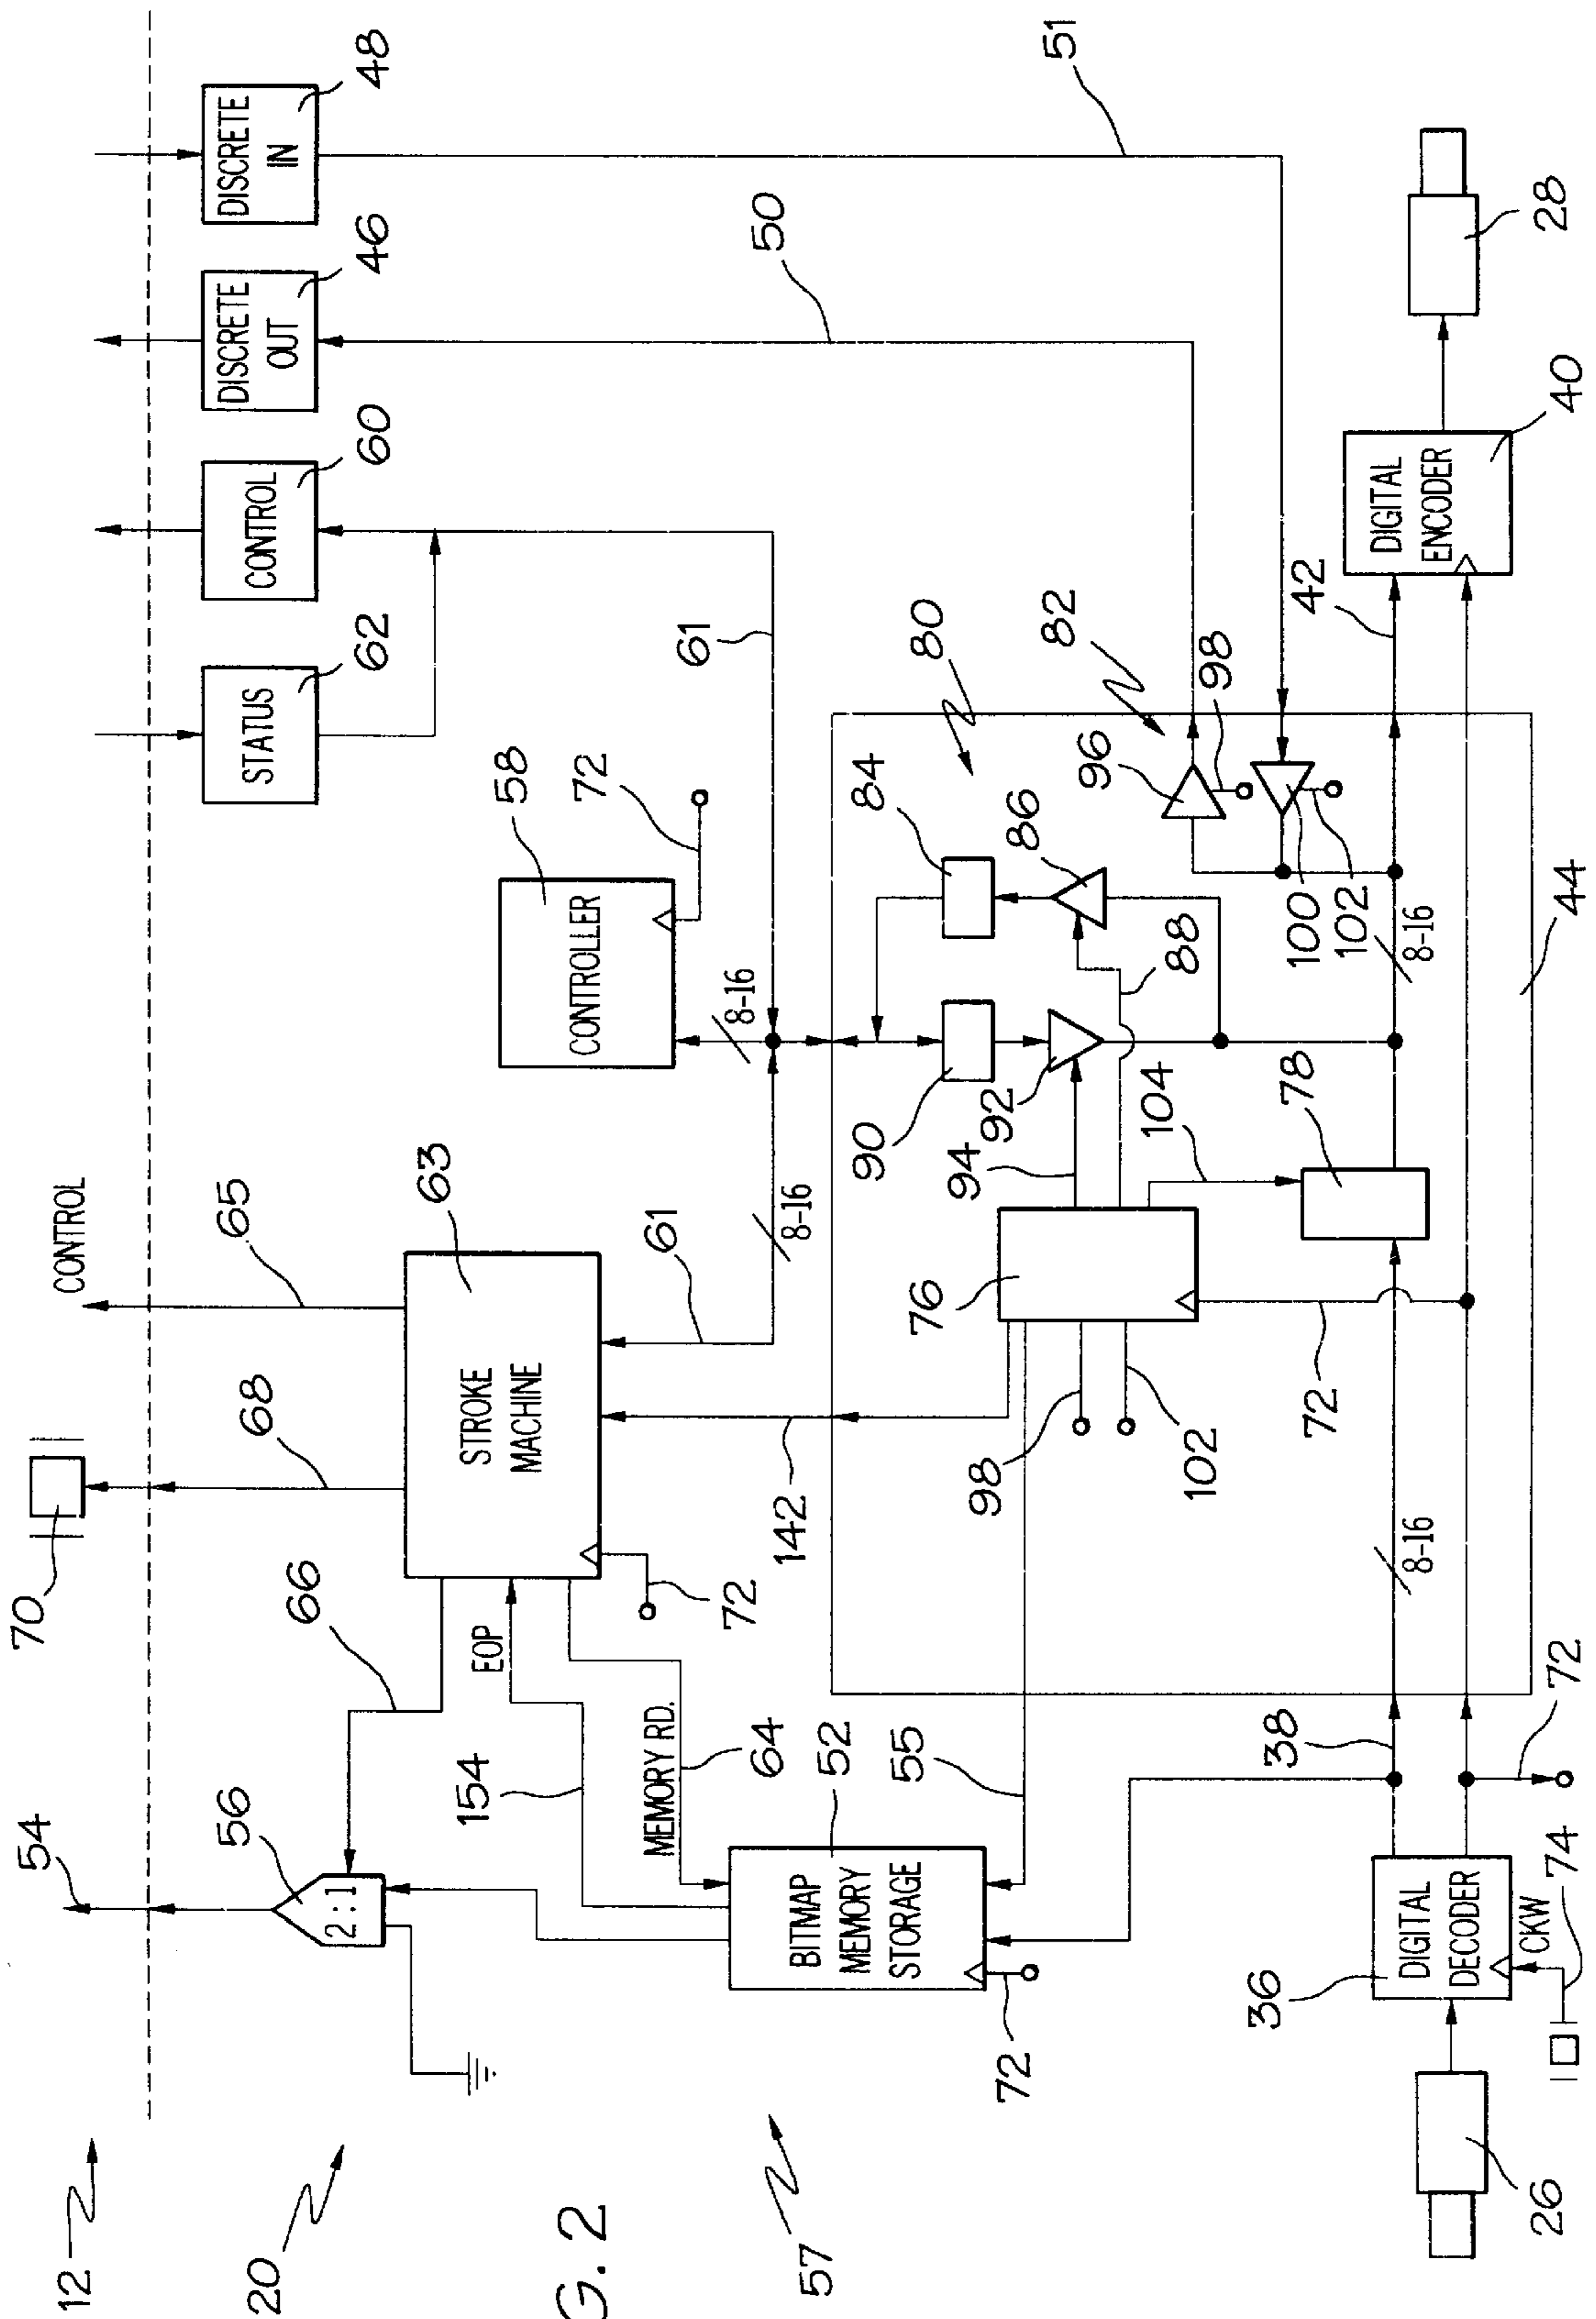 12
20
G. 2
57
54
70
CONTROL
56
2:1
66
68
65
STROKE
MACHINE
63
EOP
154
MEMORY RD.
64
72
BITMAP
MEMORY
STORAGE
52
55
72
142
61
8-16
STATUS
62
CONTROL
60
DISCRETE
OUT
46
DISCRETE
IN
48
CONTROLLER
58
72
8-16
61
50
51
80
82
84
86
88
90
92
94
96
98
100
102
104
76
78
98
102
72
8-16
8-16
44
42
DIGITAL
ENCODER
40
28
38
72
DIGITAL
DECODER
36
CKW
74
26